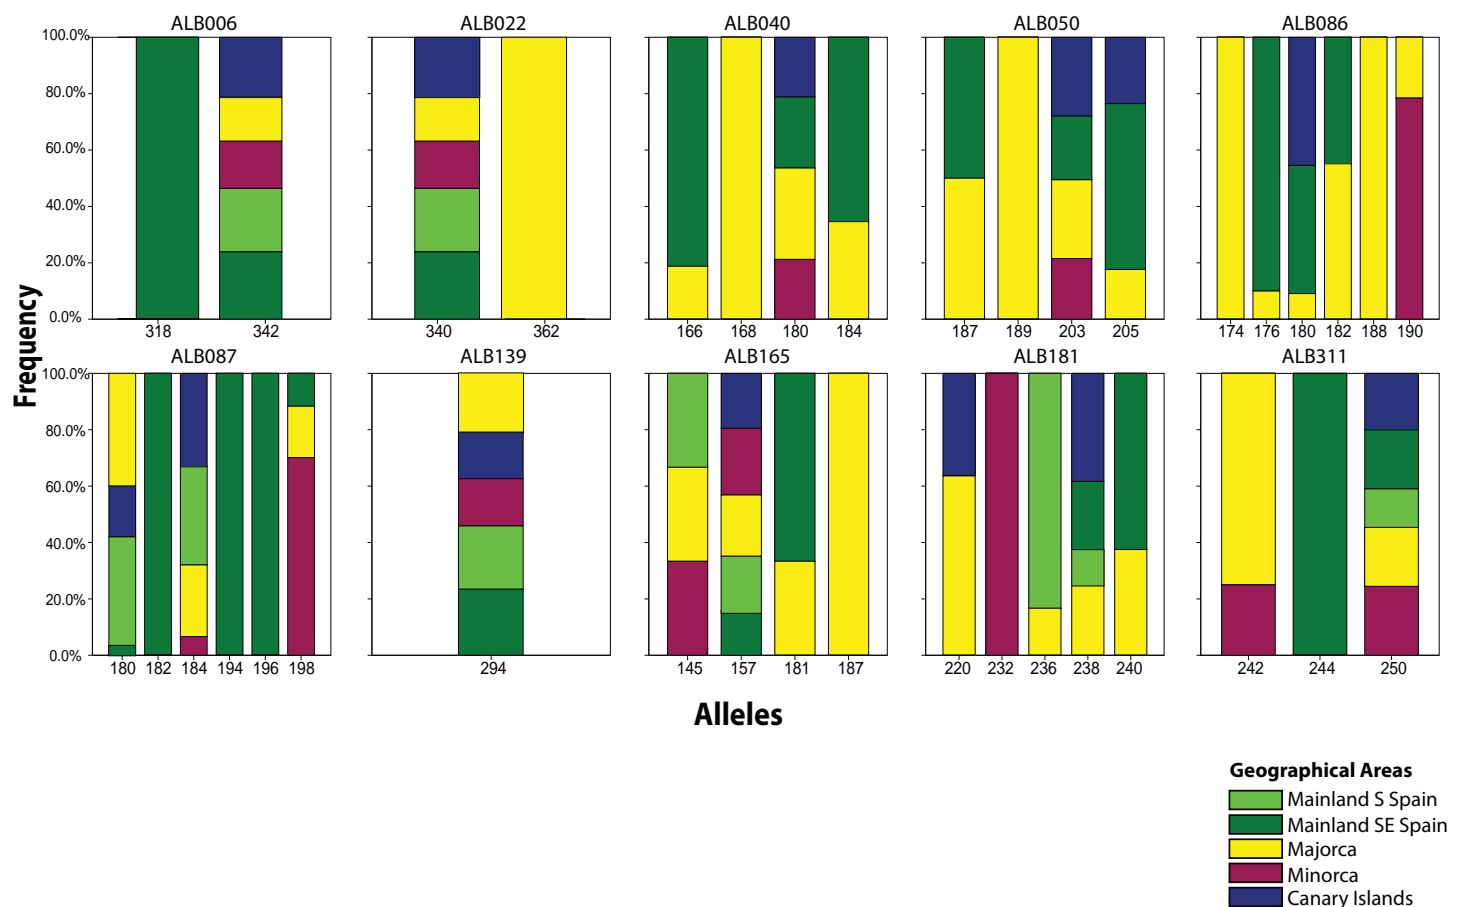 ALB006 ALB022 ALB040 ALB050 ALB086
100.0%
80.0%
60.0%
40.0%
20.0%
0.0%
318 342 340 362 166 168 180 184 187 189 203 205 174 176 180 182 188 190
Frequency
ALB087 ALB139 ALB165 ALB181 ALB311
100.0%
80.0%
60.0%
40.0%
20.0%
0.0%
180 182 184 194 196 198 294 145 157 181 187 220 232 236 238 240 242 244 250
Alleles
Geographical Areas
Mainland S Spain
Mainland SE Spain
Majorca
Minorca
Canary Islands